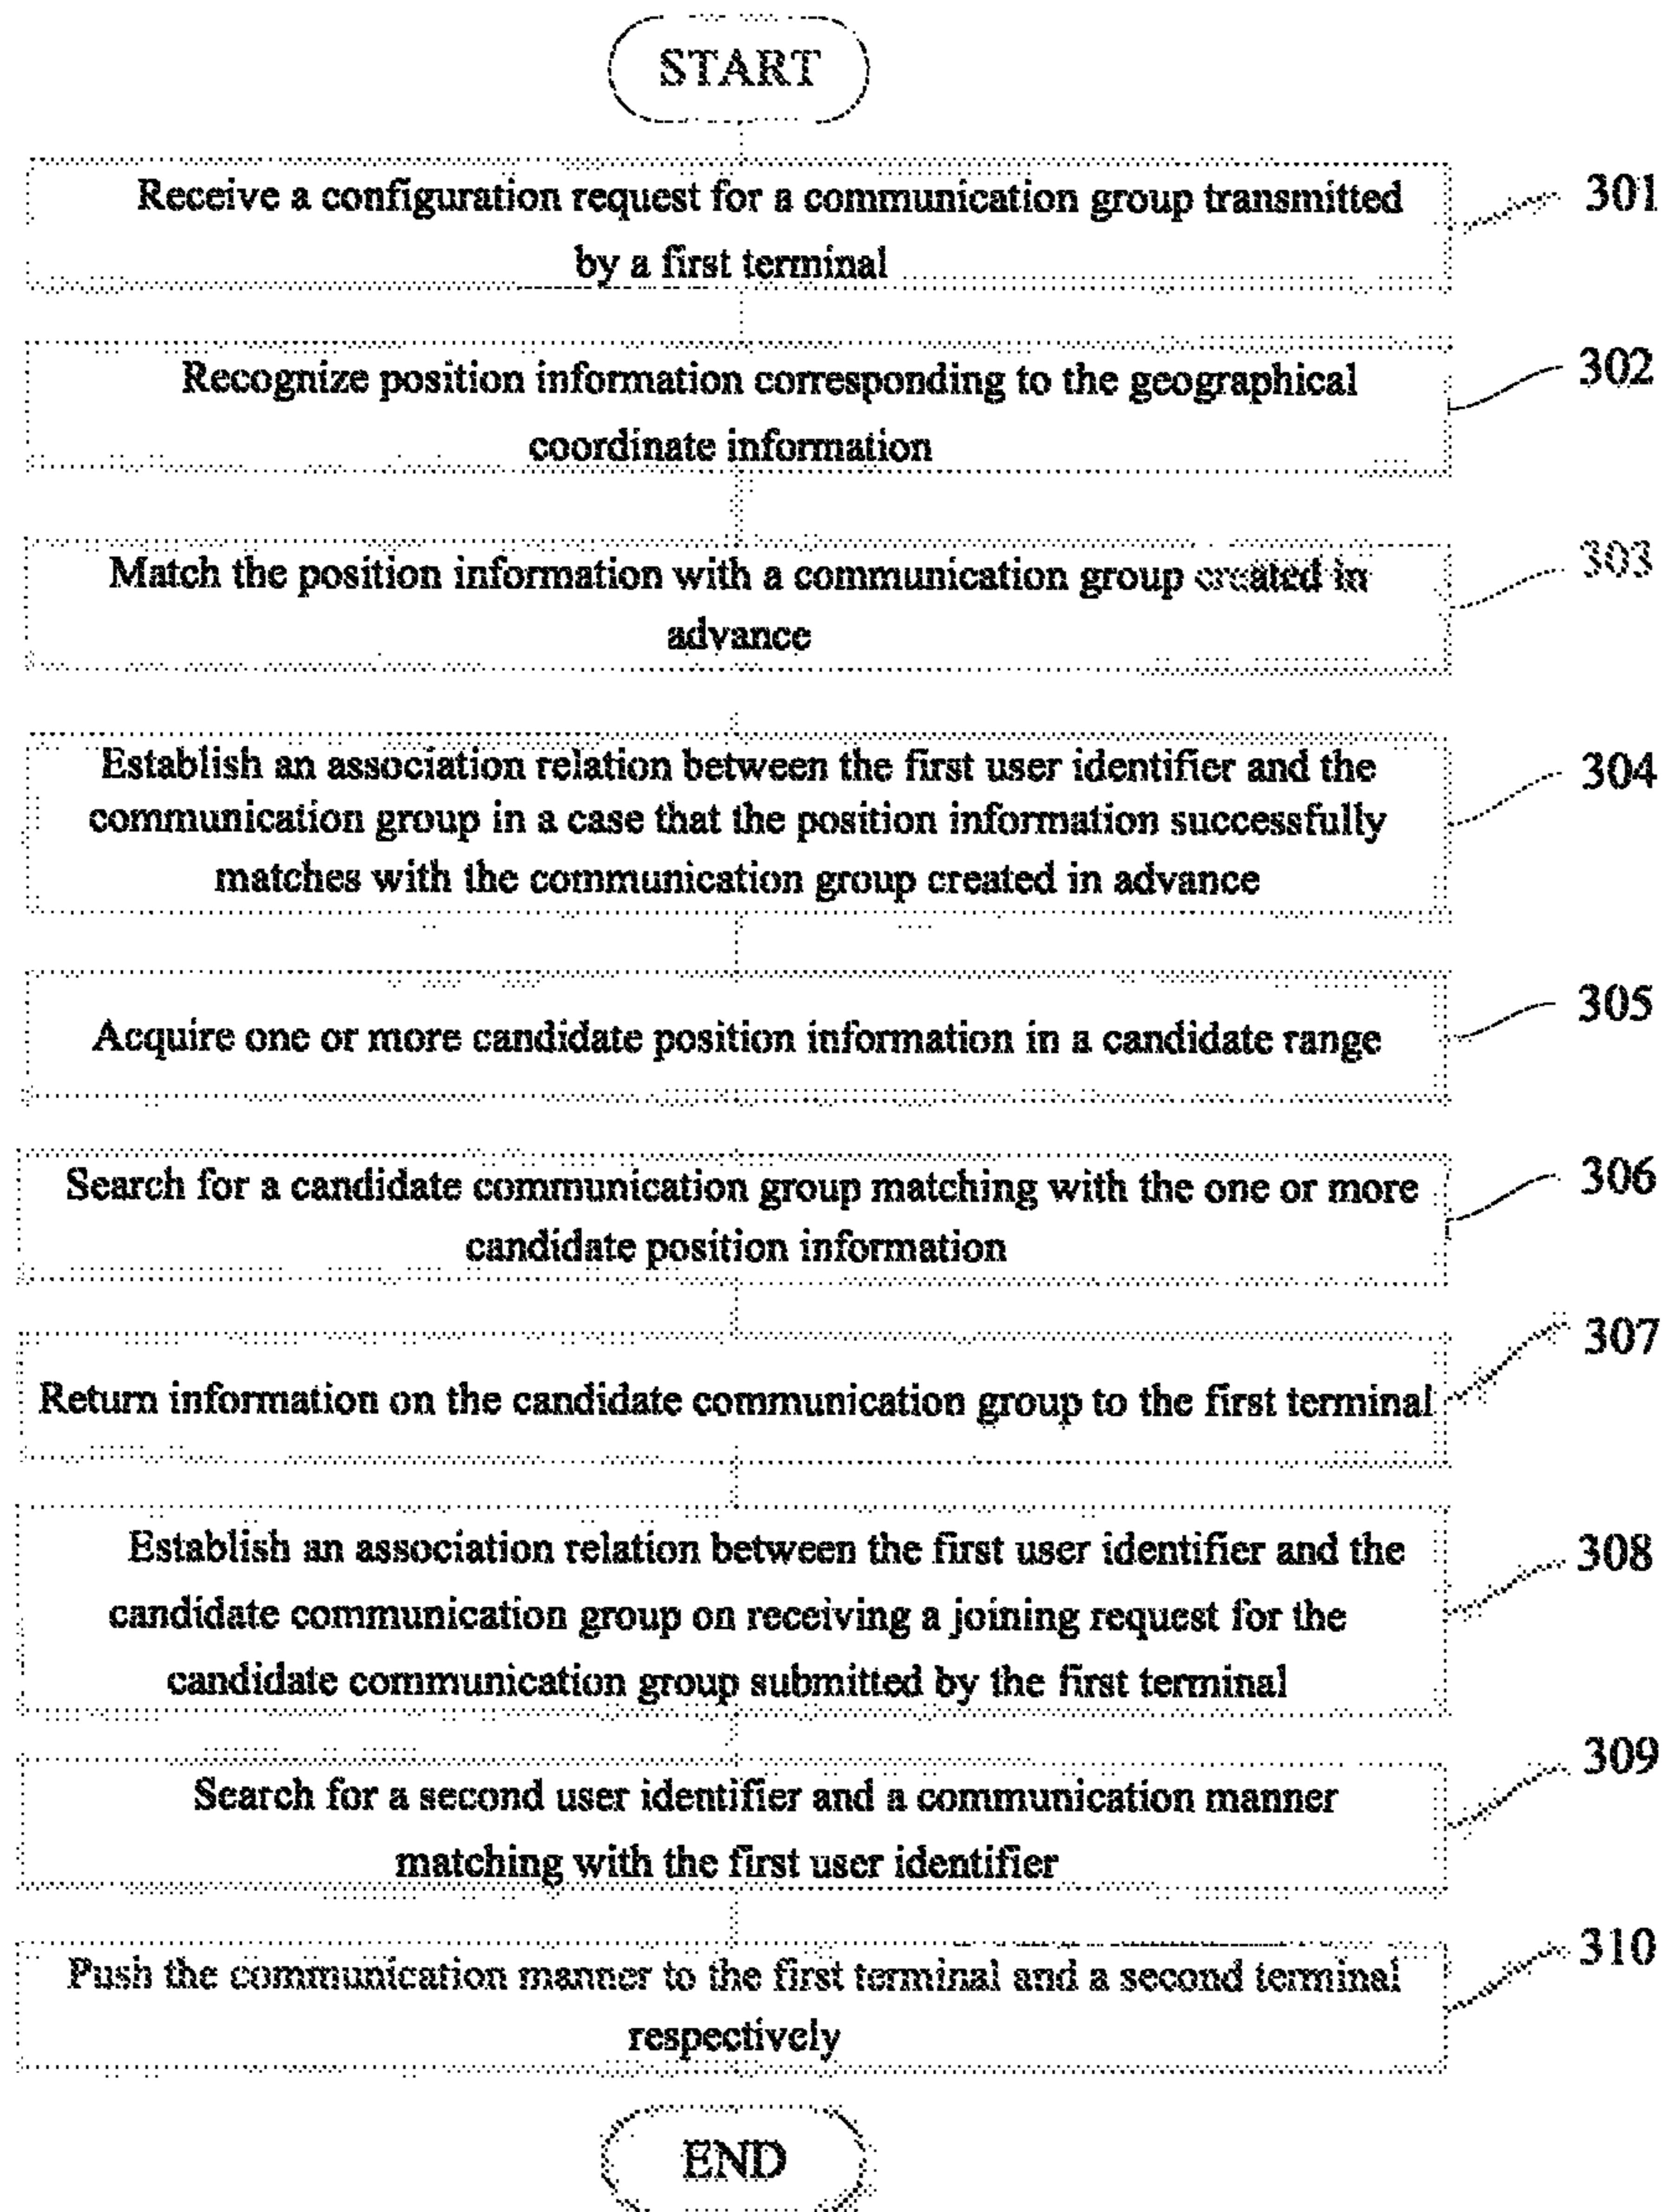 START
Receive a configuration request for a communication group transmitted
by a first terminal
301
Recognize position information corresponding to the geographical
coordinate information
302
Match the position information with a communication group created in
advance
303
Establish an association relation between the first user identifier and the
communication group in a case that the position information successfully
matches with the communication group created in advance
304
Acquire one or more candidate position information in a candidate range
305
Search for a candidate communication group matching with the one or more
candidate position information
306
Return information on the candidate communication group to the first terminal
307
Establish an association relation between the first user identifier and the
candidate communication group on receiving a joining request for the
candidate communication group submitted by the first terminal
308
Search for a second user identifier and a communication manner
matching with the first user identifier
309
Push the communication manner to the first terminal and a second terminal
respectively
310
END